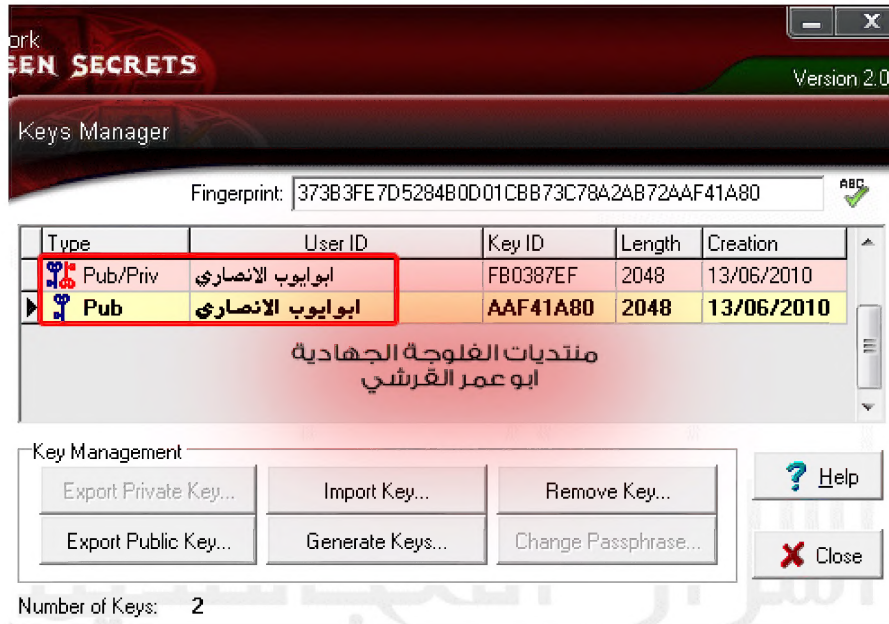 ork
EEN SECRETS
Version 2.0
Keys Manager
Fingerprint: 373B3FE7D5284B0D01CBB73C78A2AB72AAF41A80
ABC
Type User ID Key ID Length Creation
Pub/Priv ابوايوب الانصاري FB0387EF 2048 13/06/2010
Pub ابوايوب الانصاري AAF41A80 2048 13/06/2010
منتديات الفلوجة الجهادية
ابو عمر القرشي
Key Management
Export Private Key... Import Key... Remove Key...
Export Public Key... Generate Keys... Change Passphrase...
? Help
Close
Number of Keys: 2